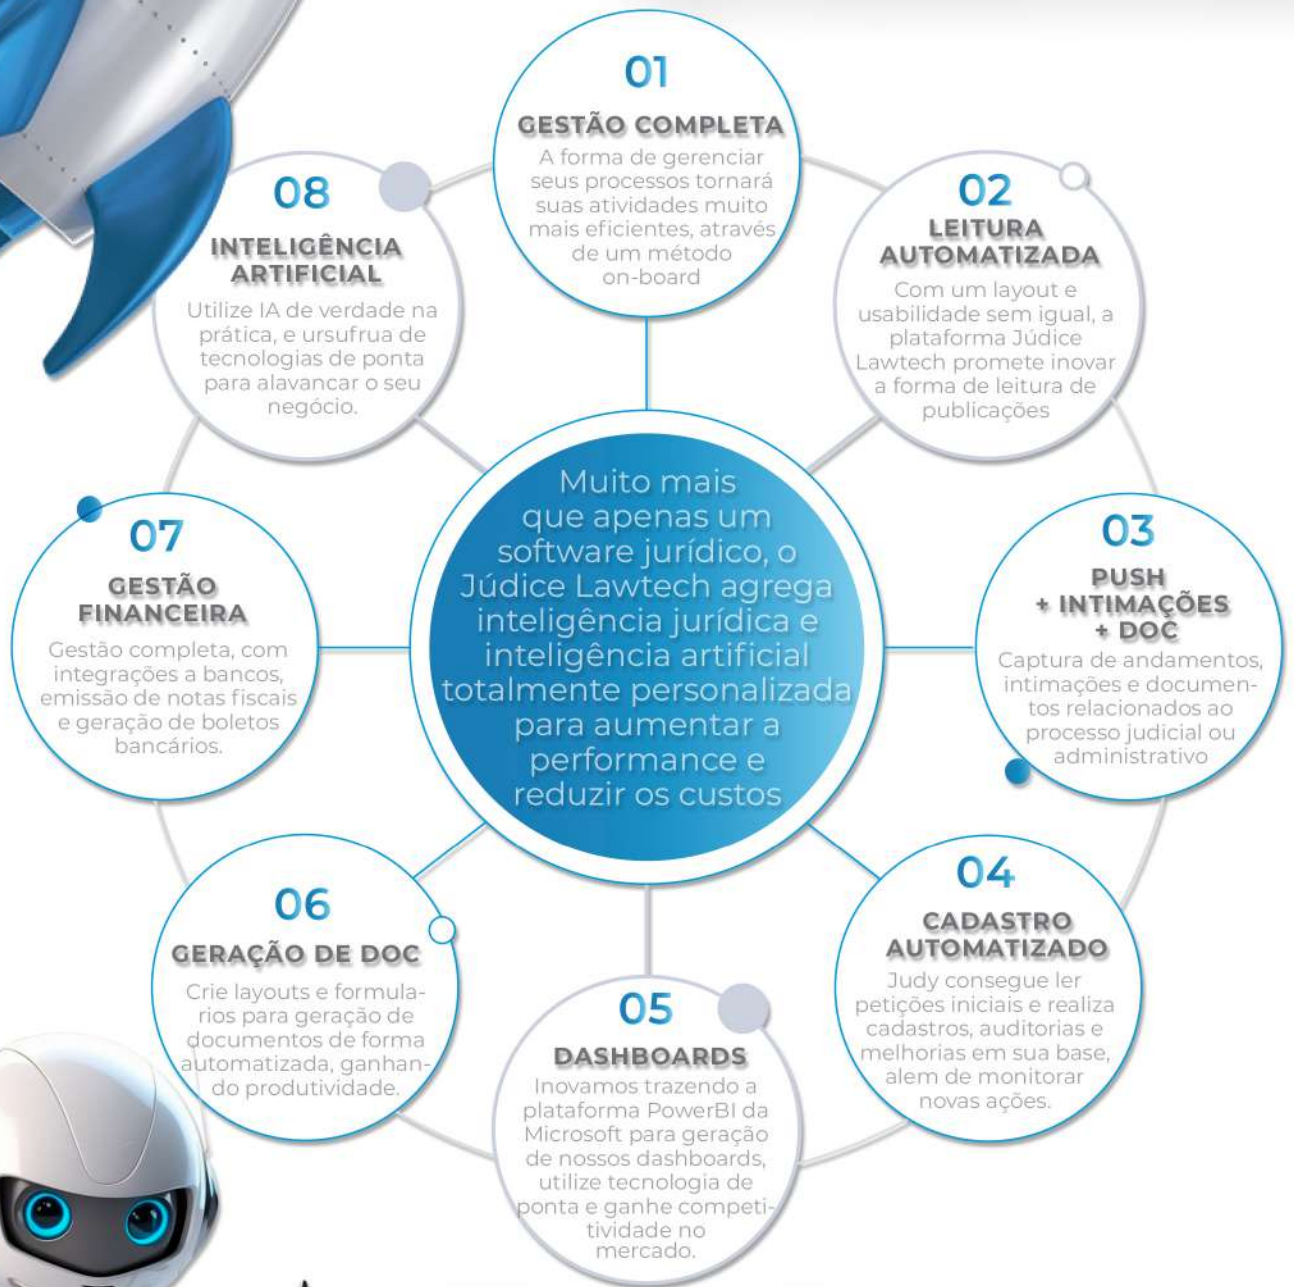 01
GESTÃO COMPLETA
A forma de gerenciar
seus processos tornará
suas atividades muito
mais eficientes, através
de um método
on-board
02
LEITURA
AUTOMATIZADA
Com um layout e
usabilidade sem igual, a
plataforma Júdice
Lawtech promete inovar
a forma de leitura de
publicações
03
PUSH
+ INTIMAÇÕES
+ DOC
Captura de andamentos,
intimações e documen-
tos relacionados ao
processo judicial ou
administrativo
04
CADASTRO
AUTOMATIZADO
Judy consegue ler
petições iniciais e realiza
cadastros, auditorias e
melhorias em sua base,
alem de monitorar
novas ações.
05
DASHBOARDS
Inovamos trazendo a
plataforma PowerBI da
Microsoft para geração
de nossos dashboards,
utilize tecnologia de
ponta e ganhe competi-
tividade no
mercado.
06
GERAÇÃO DE DOC
Crie layouts e formula-
rios para geração de
documentos de forma
automatizada, ganhan-
do produtividade.
07
GESTÃO
FINANCEIRA
Gestão completa, com
integrações a bancos,
emissão de notas fiscais
e geração de boletos
bancários.
08
INTELIGÊNCIA
ARTIFICIAL
Utilize IA de verdade na
prática, e ursufrua de
tecnologias de ponta
para alavancar o seu
negócio.
Muito mais
que apenas um
software jurídico, o
Júdice Lawtech agrega
inteligência jurídica e
inteligência artificial
totalmente personalizada
para aumentar a
performance e
reduzir os custos